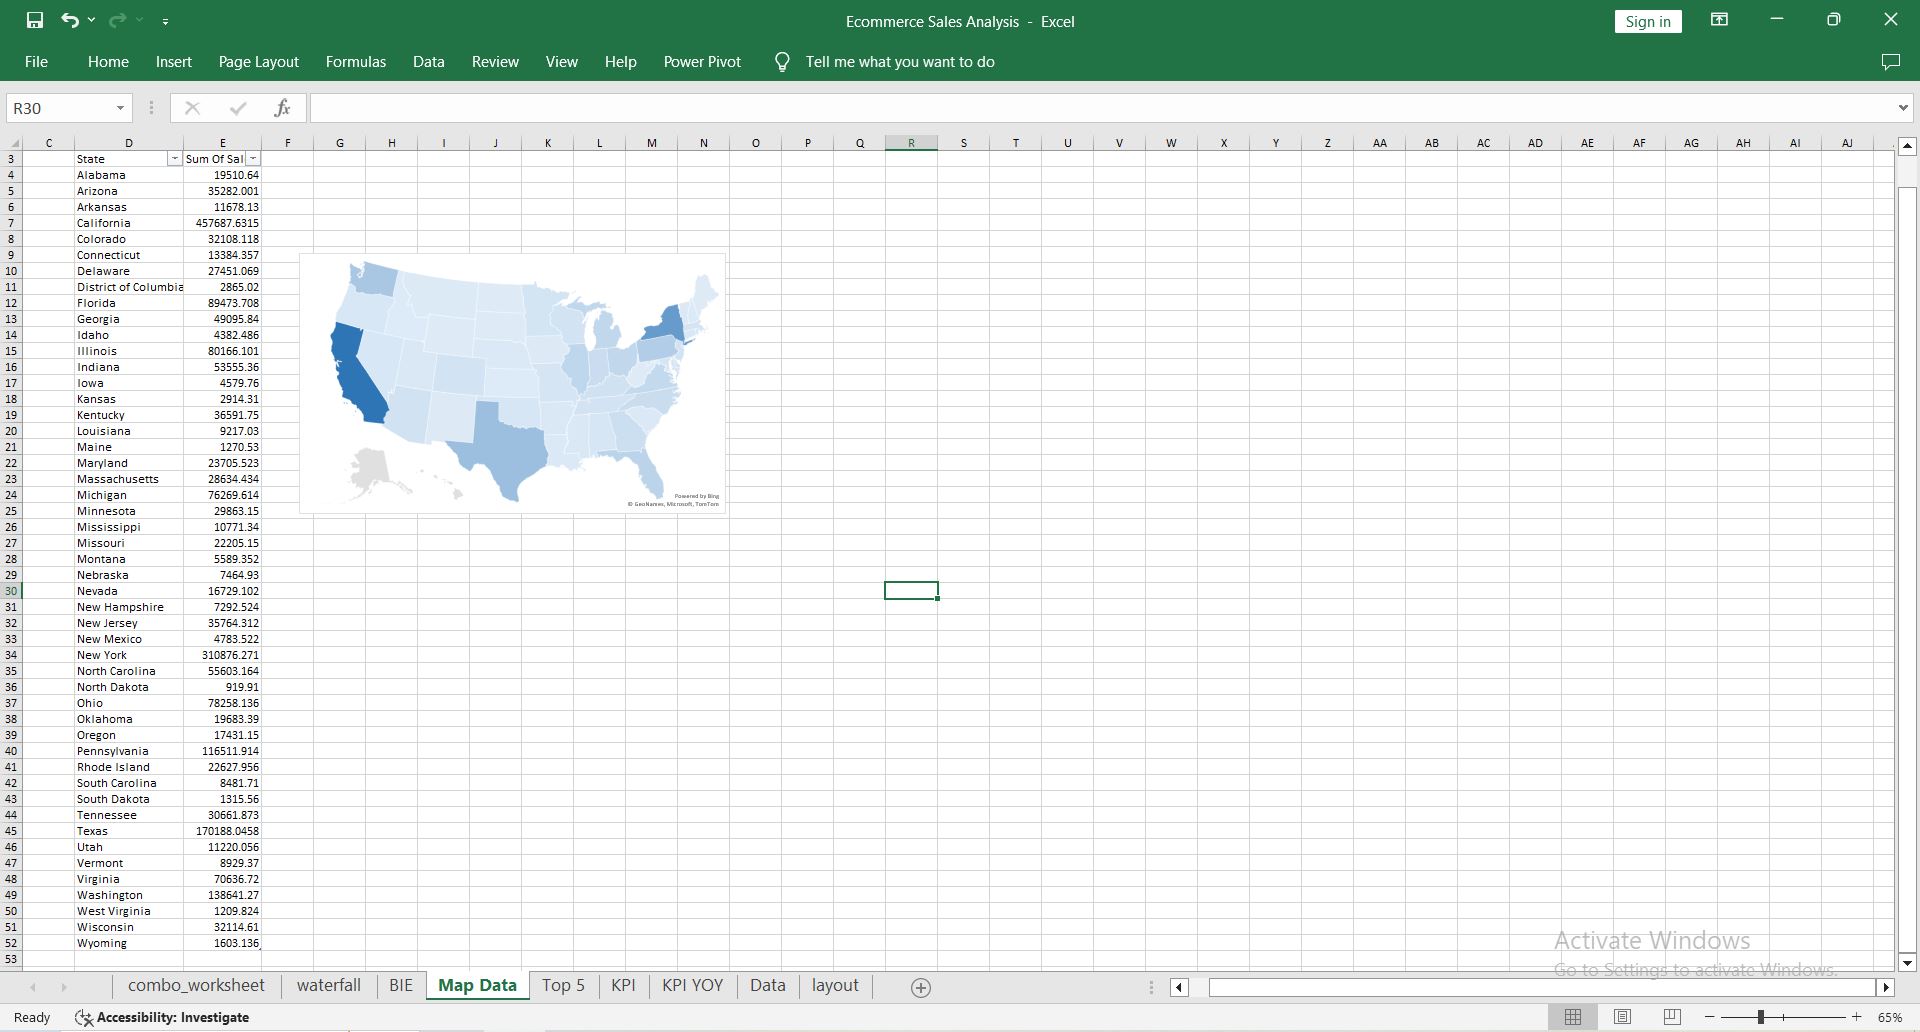 Ecommerce Sales Analysis - Excel
Sign in
File Home Insert Page Layout Formulas Data Review View Help Power Pivot Tell me what you want to do
R30 fx
C D E F G H I J K L M N O P Q R S T U V W X Y Z AA AB AC AD AE AF AG AH AI AJ
3 State Sum Of Sal
4 Alabama 19510.64
5 Arizona 35282.001
6 Arkansas 11678.13
7 California 457687.6315
8 Colorado 32108.118
9 Connecticut 13384.357
10 Delaware 27451.069
11 District of Columbia 2865.02
12 Florida 89473.708
13 Georgia 49095.84
14 Idaho 4382.486
15 Illinois 80166.101
16 Indiana 53555.36
17 Iowa 4579.76
18 Kansas 2914.31
19 Kentucky 36591.75
20 Louisiana 9217.03
21 Maine 1270.53
22 Maryland 23705.523
23 Massachusetts 28634.434
24 Michigan 76269.614
25 Minnesota 29863.15
26 Mississippi 10771.34
27 Missouri 22205.15
28 Montana 5589.352
29 Nebraska 7464.93
30 Nevada 16729.102
31 New Hampshire 7292.524
32 New Jersey 35764.312
33 New Mexico 4783.522
34 New York 310876.271
35 North Carolina 55603.164
36 North Dakota 919.91
37 Ohio 78258.136
38 Oklahoma 19683.39
39 Oregon 17431.15
40 Pennsylvania 116511.914
41 Rhode Island 22627.956
42 South Carolina 8481.71
43 South Dakota 1315.56
44 Tennessee 30661.873
45 Texas 170188.0458
46 Utah 11220.056
47 Vermont 8929.37
48 Virginia 70636.72
49 Washington 138641.27
50 West Virginia 1209.824
51 Wisconsin 32114.61
52 Wyoming 1603.136
53
Powered by Bing
© GeoNames, Microsoft, TomTom
Activate Windows
Go to Settings to activate Windows.
combo_worksheet waterfall BIE Map Data Top 5 KPI KPI YOY Data layout
Ready Accessibility: Investigate 65%